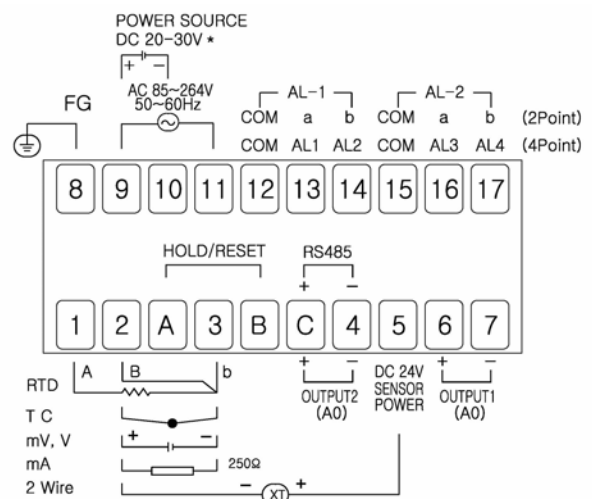 POWER SOURCE
DC 20-30V *
+ -
AC 85~264V
50~60Hz
FG
AL-1
AL-2
COM a b COM a b (2Point)
COM AL1 AL2 COM AL3 AL4 (4Point)
8 9 10 11 12 13 14 15 16 17
HOLD/RESET
RS485
+ -
1 2 A 3 B C 4 5 6 7
A B b
+ -
OUTPUT2
(A0)
DC 24V
SENSOR
POWER
+ -
OUTPUT1
(A0)
RTD
T C
mV, V + -
mA 250Ω
2 Wire - XT +